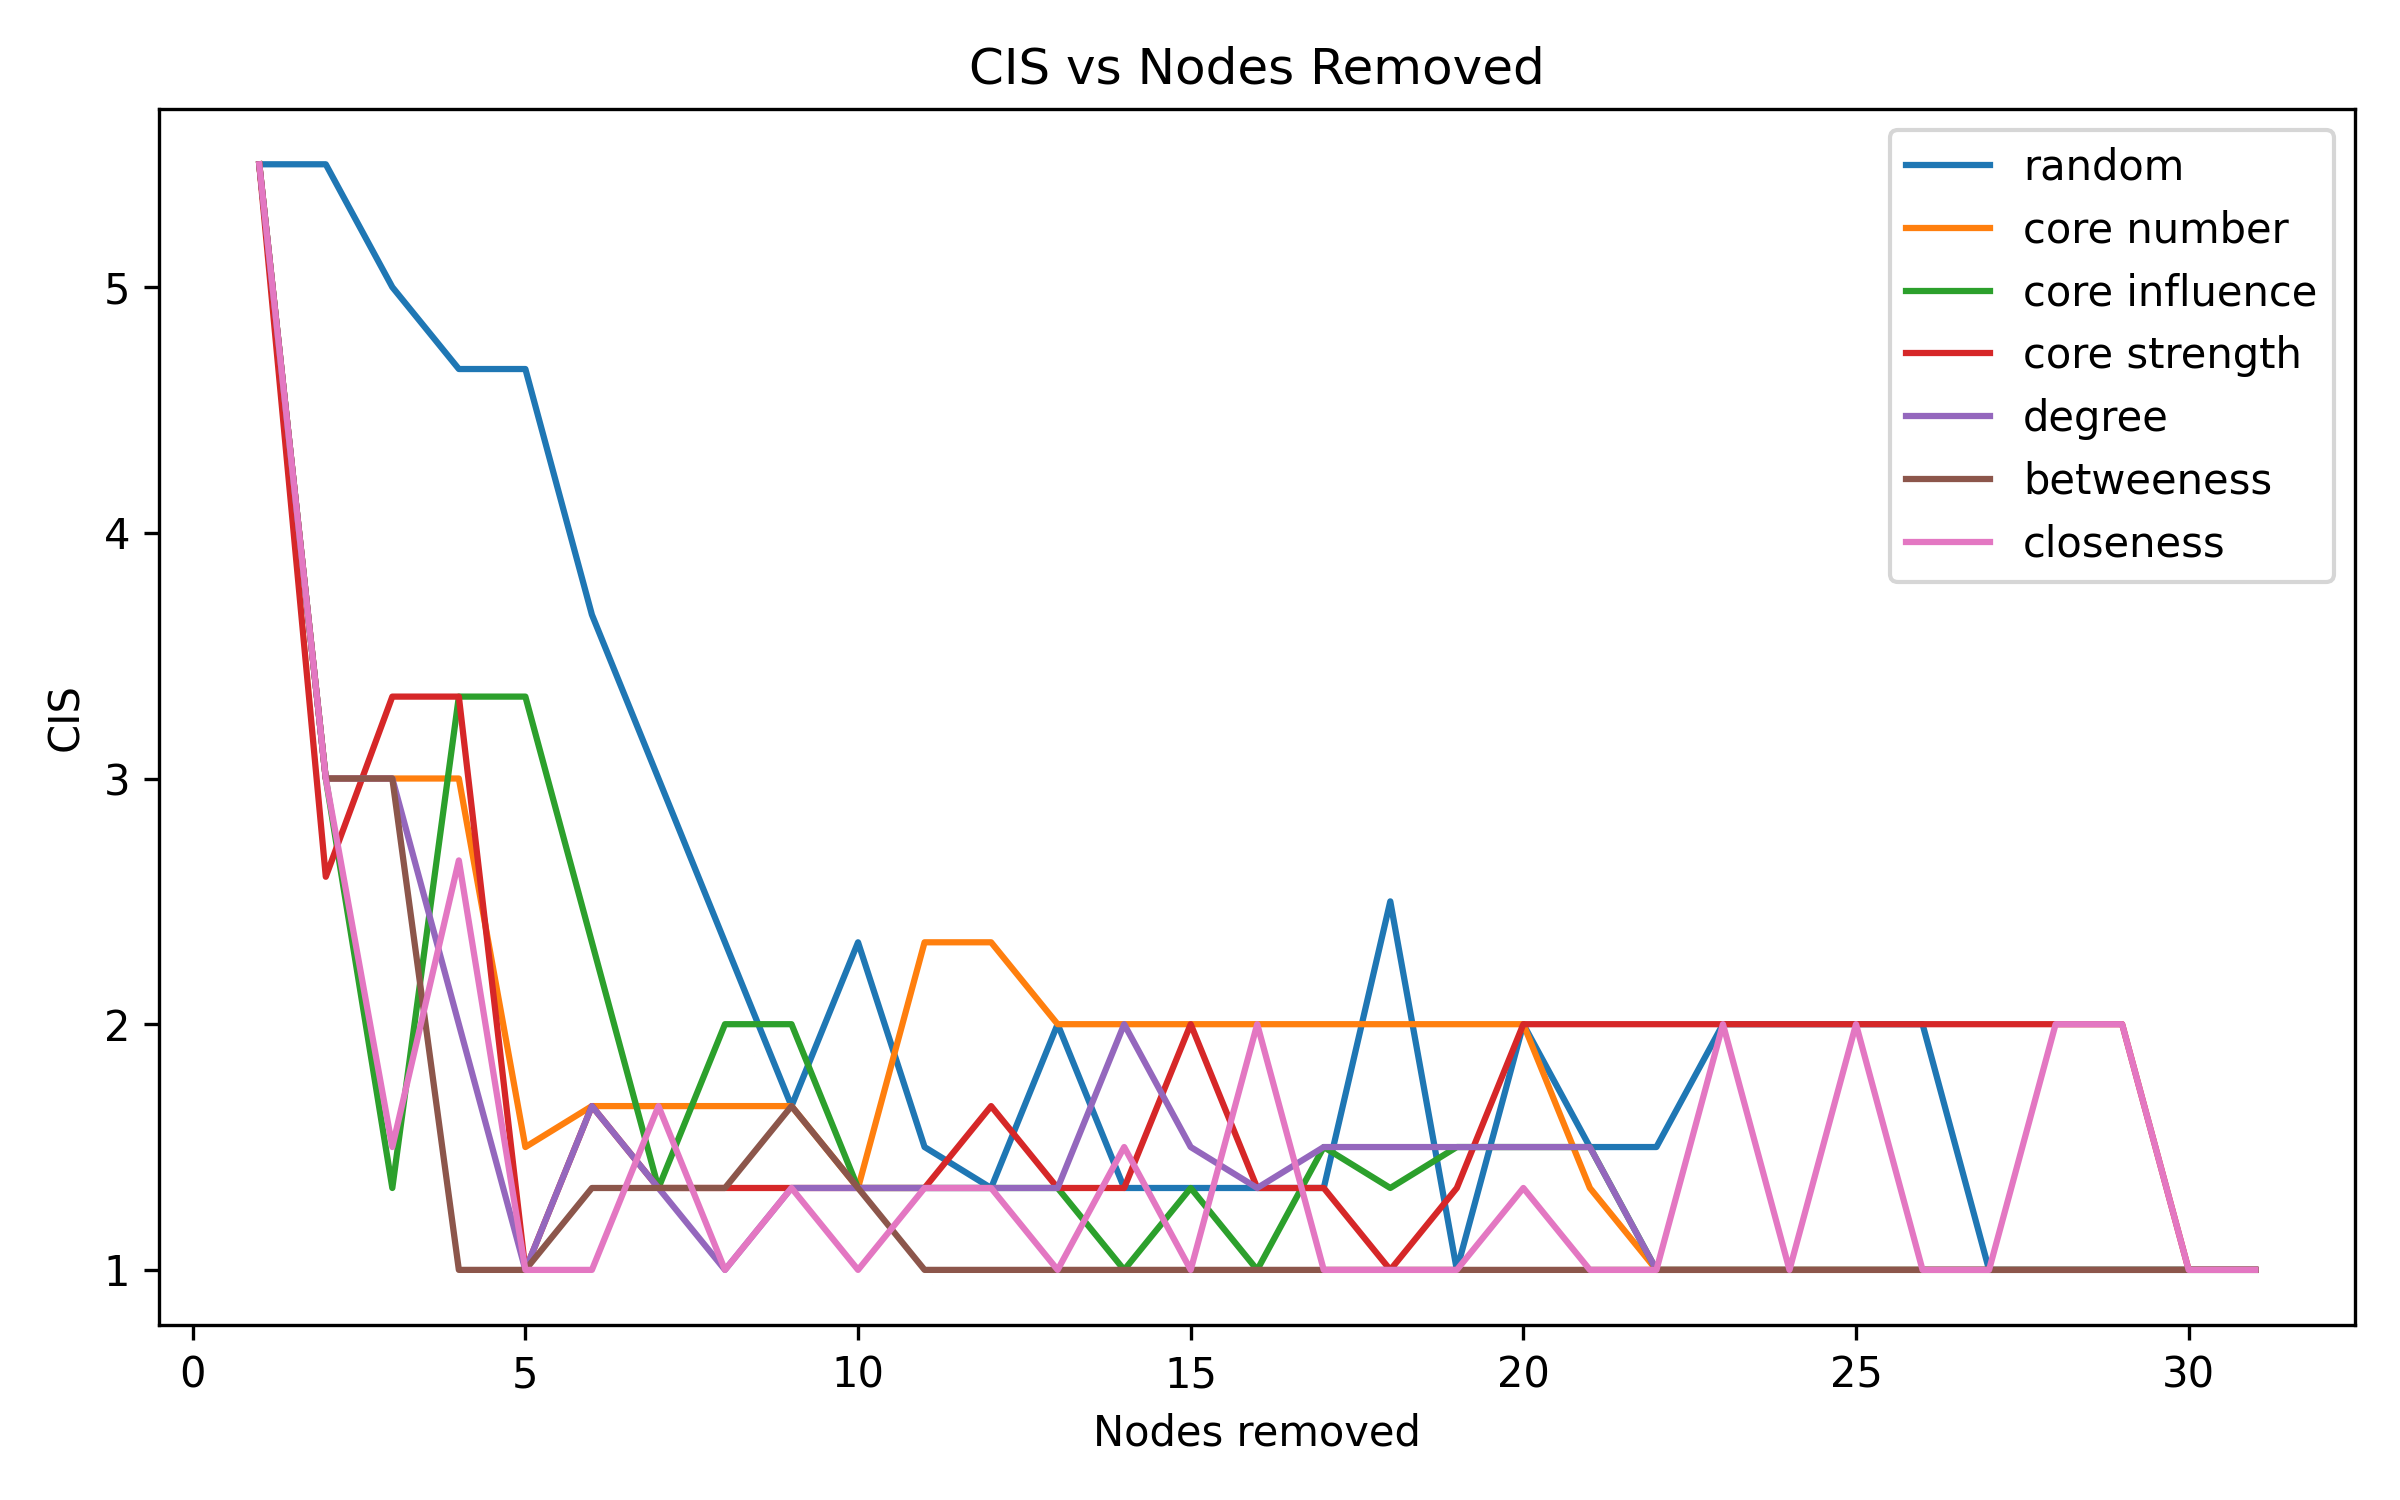 CIS vs Nodes Removed
random
core number
core influence
core strength
degree
betweeness
closeness
5
4
3
2
1
CIS
0 5 10 15 20 25 30
Nodes removed